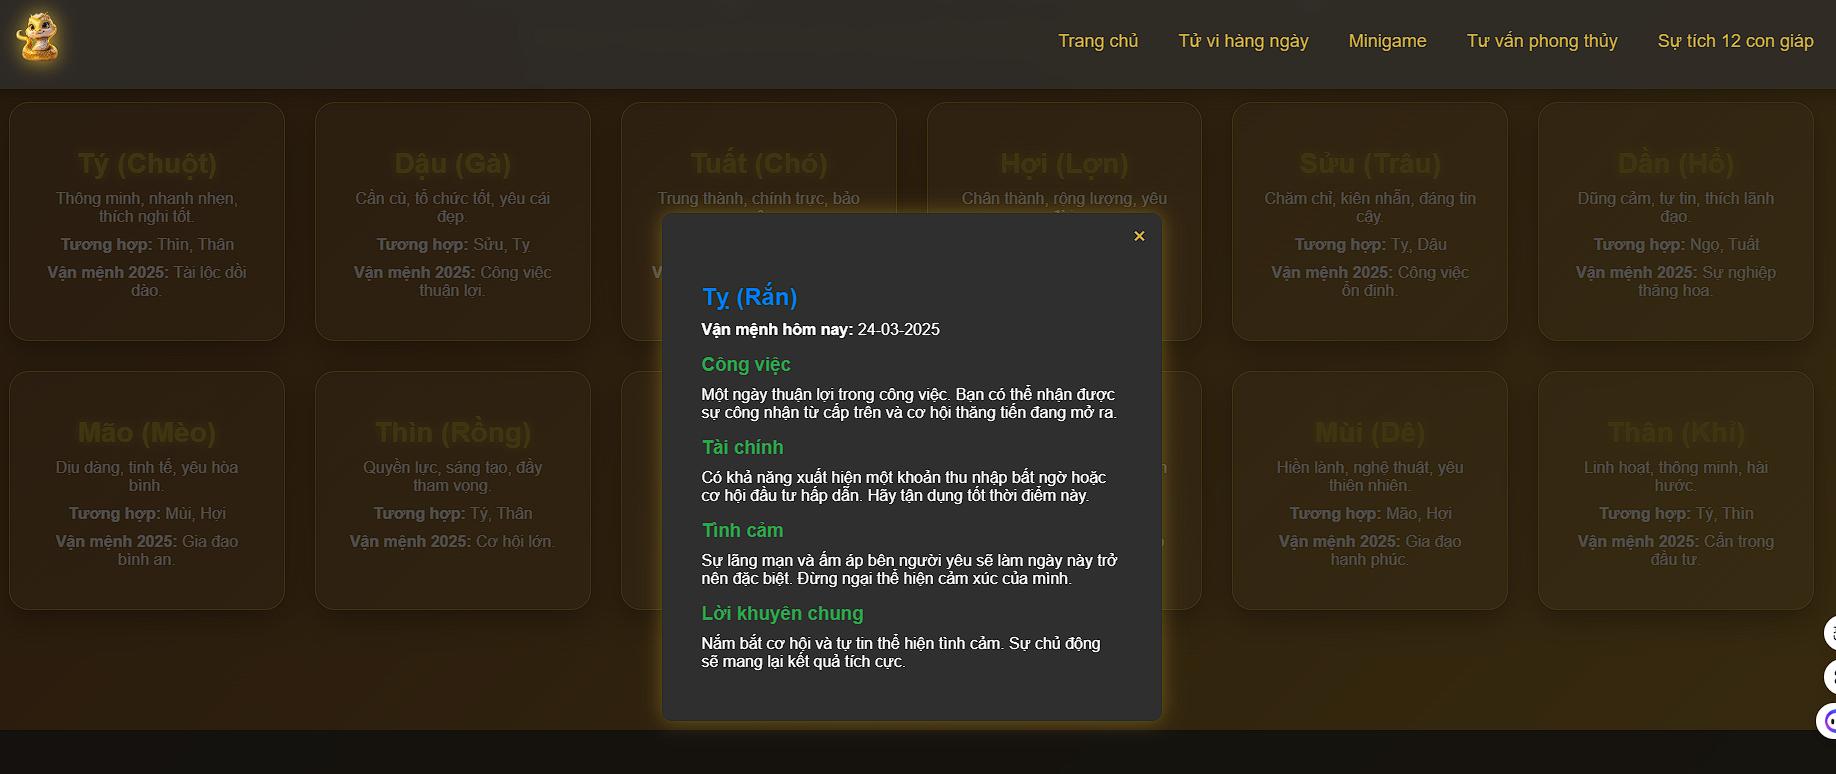 Trang chủ
Tử vi hàng ngày
Minigame
Tư vấn phong thủy
Sự tích 12 con giáp
Tý (Chuột)
Thông minh, nhanh nhẹn,
thích nghi tốt.
Tương hợp: Thìn, Thân
Vận mệnh 2025: Tài lộc dồi
dào.
Dậu (Gà)
Cần cù, tổ chức tốt, yêu cái
đẹp.
Tương hợp: Sửu, Tỵ
Vận mệnh 2025: Công việc
thuận lợi.
Tuất (Chó)
Trung thành, chính trực, bảo
Hợi (Lợn)
Chân thành, rộng lượng, yêu
Sửu (Trâu)
Chăm chỉ, kiên nhẫn, đáng tin
cậy.
Tương hợp: Tỵ, Dậu
Vận mệnh 2025: Công việc
ổn định.
Dần (Hổ)
Dũng cảm, tự tin, thích lãnh
đạo.
Tương hợp: Ngọ, Tuất
Vận mệnh 2025: Sự nghiệp
thăng hoa.
×
Tỵ (Rắn)
Vận mệnh hôm nay: 24-03-2025
Công việc
Một ngày thuận lợi trong công việc. Bạn có thể nhận được
sự công nhận từ cấp trên và cơ hội thăng tiến đang mở ra.
Tài chính
Có khả năng xuất hiện một khoản thu nhập bất ngờ hoặc
cơ hội đầu tư hấp dẫn. Hãy tận dụng tốt thời điểm này.
Tình cảm
Sự lãng mạn và ấm áp bên người yêu sẽ làm ngày này trở
nên đặc biệt. Đừng ngại thể hiện cảm xúc của mình.
Lời khuyên chung
Nắm bắt cơ hội và tự tin thể hiện tình cảm. Sự chủ động
sẽ mang lại kết quả tích cực.
Mão (Mèo)
Dịu dàng, tinh tế, yêu hòa
bình.
Tương hợp: Mùi, Hợi
Vận mệnh 2025: Gia đạo
bình an.
Thìn (Rồng)
Quyền lực, sáng tạo, đầy
tham vọng.
Tương hợp: Tý, Thân
Vận mệnh 2025: Cơ hội lớn.
Mùi (Dê)
Hiền lành, nghệ thuật, yêu
thiên nhiên.
Tương hợp: Mão, Hợi
Vận mệnh 2025: Gia đạo
hạnh phúc.
Thân (Khỉ)
Linh hoạt, thông minh, hài
hước.
Tương hợp: Tý, Thìn
Vận mệnh 2025: Cẩn trọng
đầu tư.